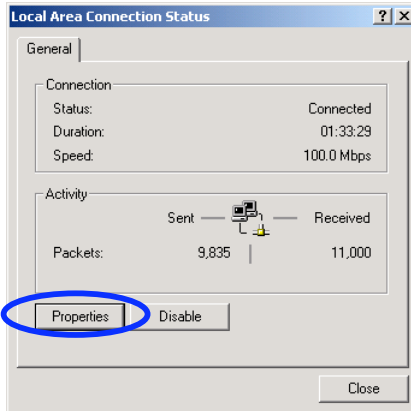 Local Area Connection Status
General
Connection
Status: Connected
Duration: 01:33:29
Speed: 100.0 Mbps
Activity
Sent Received
Packets: 9,835 11,000
Properties Disable
Close